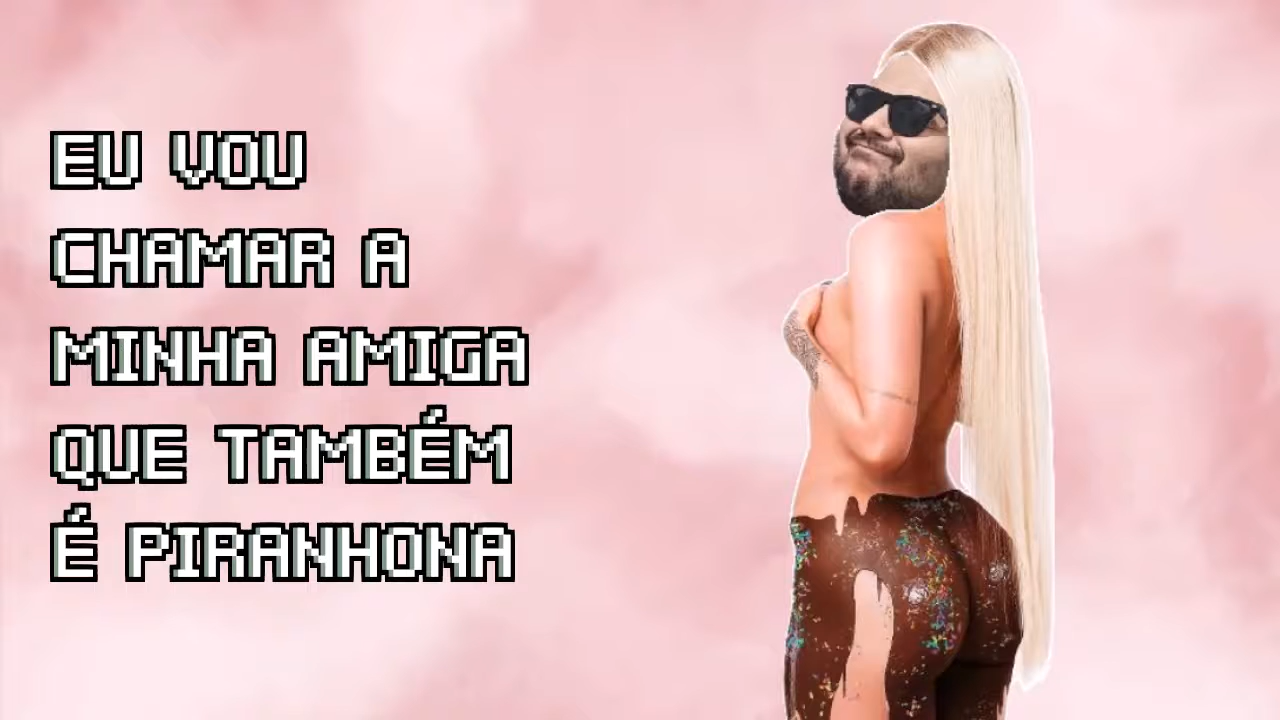 EU VOU
CHAMAR A
MINHA AMIGA
QUE TAMBÉM
É PIRANHONA